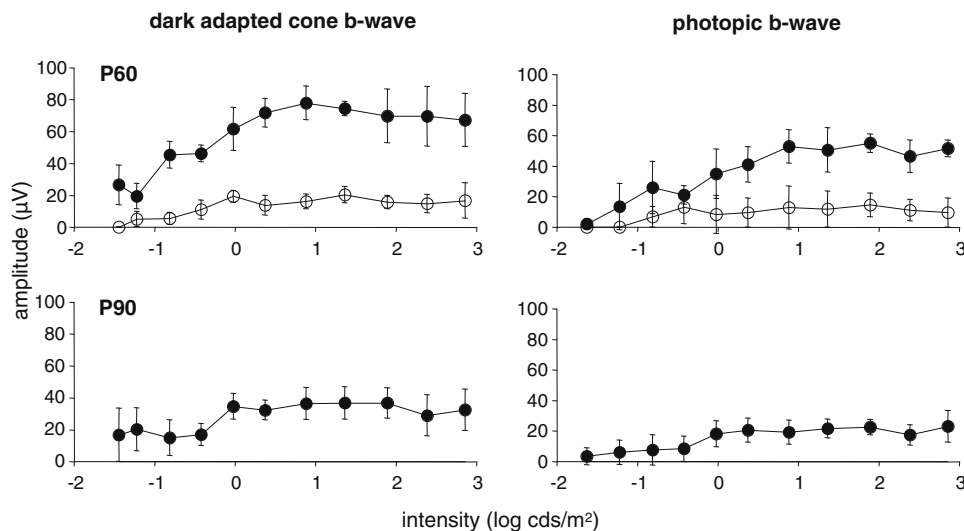 dark adapted cone b-wave
photopic b-wave
P60
100
80
60
40
20
0
-2 -1 0 1 2 3
100
80
60
40
20
0
-2 -1 0 1 2 3
amplitude (µV)
P90
100
80
60
40
20
0
-2 -1 0 1 2 3
100
80
60
40
20
0
-2 -1 0 1 2 3
intensity (log cds/m²)